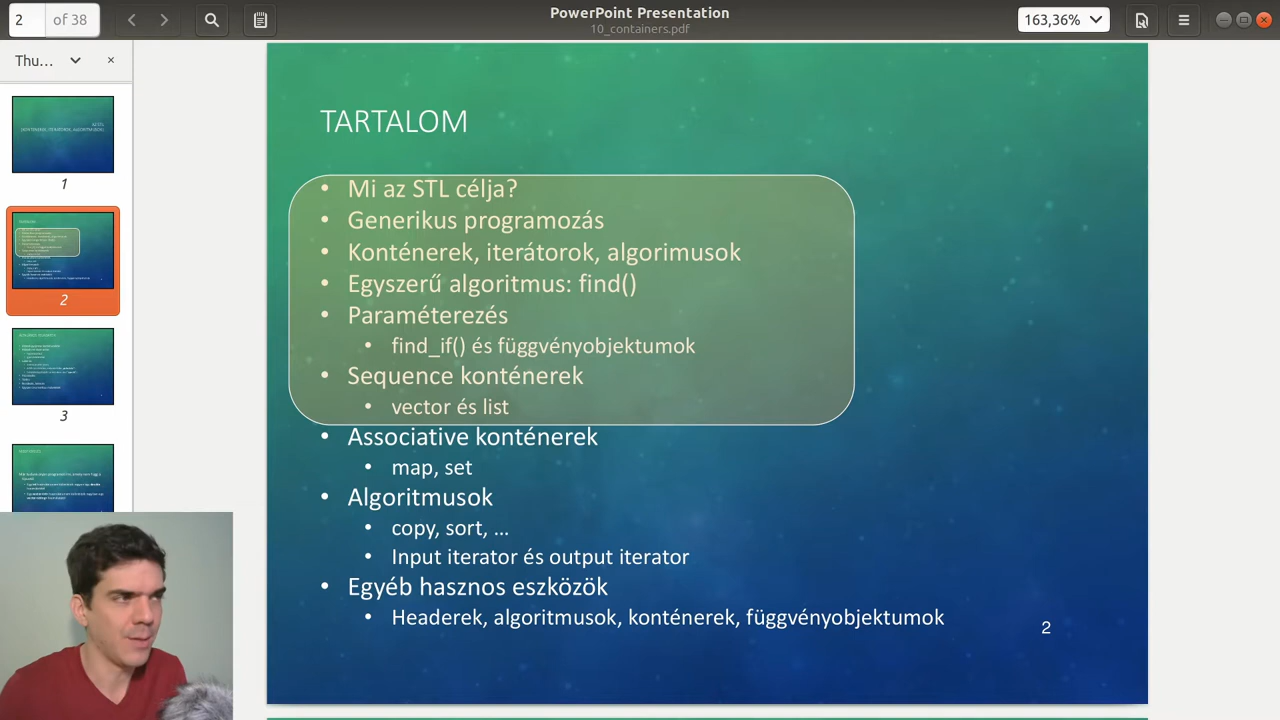 2 of 38
PowerPoint Presentation
10_containers.pdf
163,36%
Thu...
1
2
3
TARTALOM
• Mi az STL célja?
• Generikus programozás
• Konténerek, iterátorok, algorimusok
• Egyszerű algoritmus: find()
• Paraméterezés
• find_if() és függvényobjektumok
• Sequence konténerek
• vector és list
• Associative konténerek
• map, set
• Algoritmusok
• copy, sort, ...
• Input iterator és output iterator
• Egyéb hasznos eszközök
• Headerek, algoritmusok, konténerek, függvényobjektumok
2